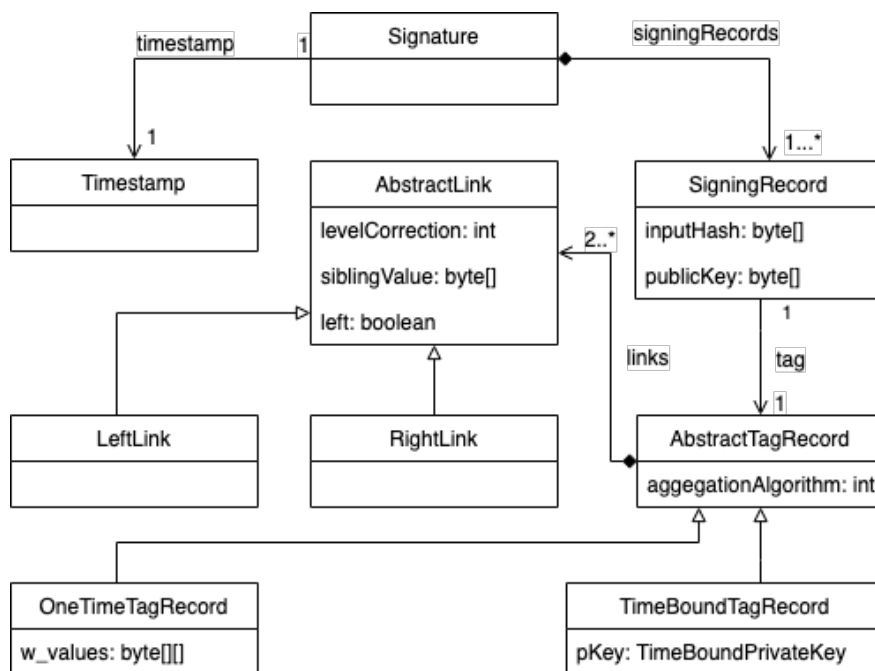 Signature
timestamp
1
signingRecords
1
1...*
Timestamp
AbstractLink
levelCorrection: int
siblingValue: byte[]
left: boolean
2..*
SigningRecord
inputHash: byte[]
publicKey: byte[]
1
links
tag
1
LeftLink
RightLink
AbstractTagRecord
aggegationAlgorithm: int
OneTimeTagRecord
w_values: byte[][]
TimeBoundTagRecord
pKey: TimeBoundPrivateKey